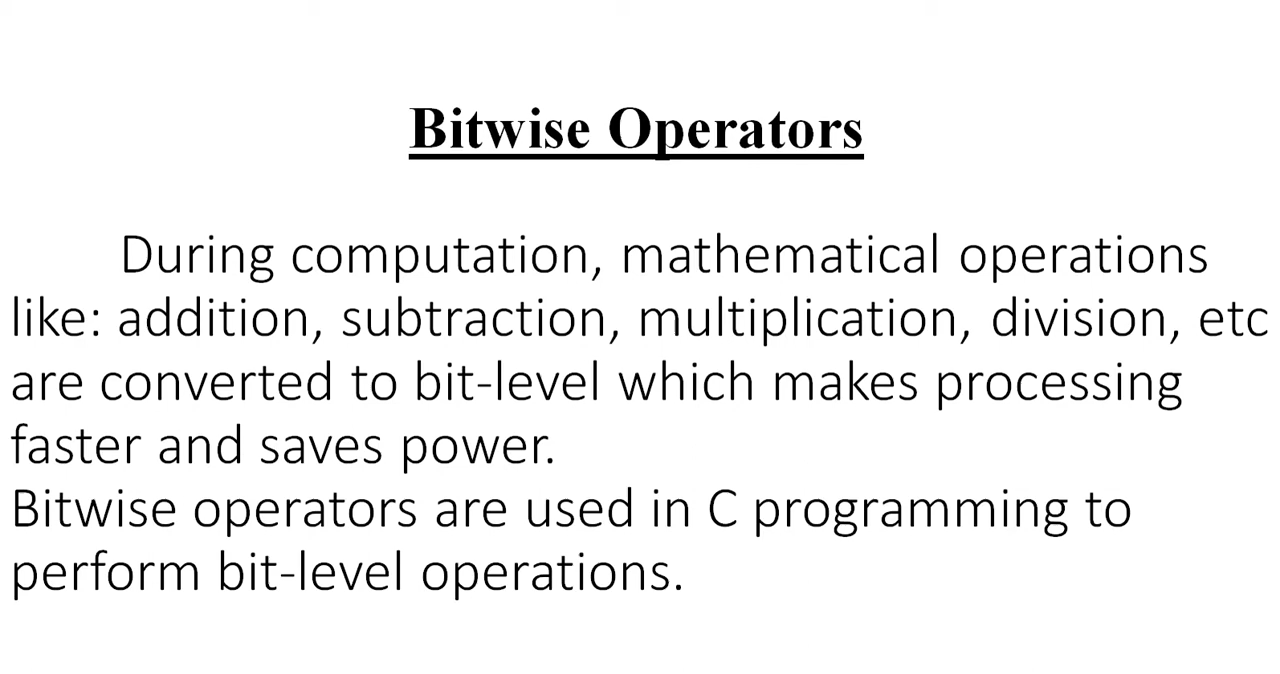 Bitwise Operators
During computation, mathematical operations
like: addition, subtraction, multiplication, division, etc
are converted to bit-level which makes processing
faster and saves power.
Bitwise operators are used in C programming to
perform bit-level operations.